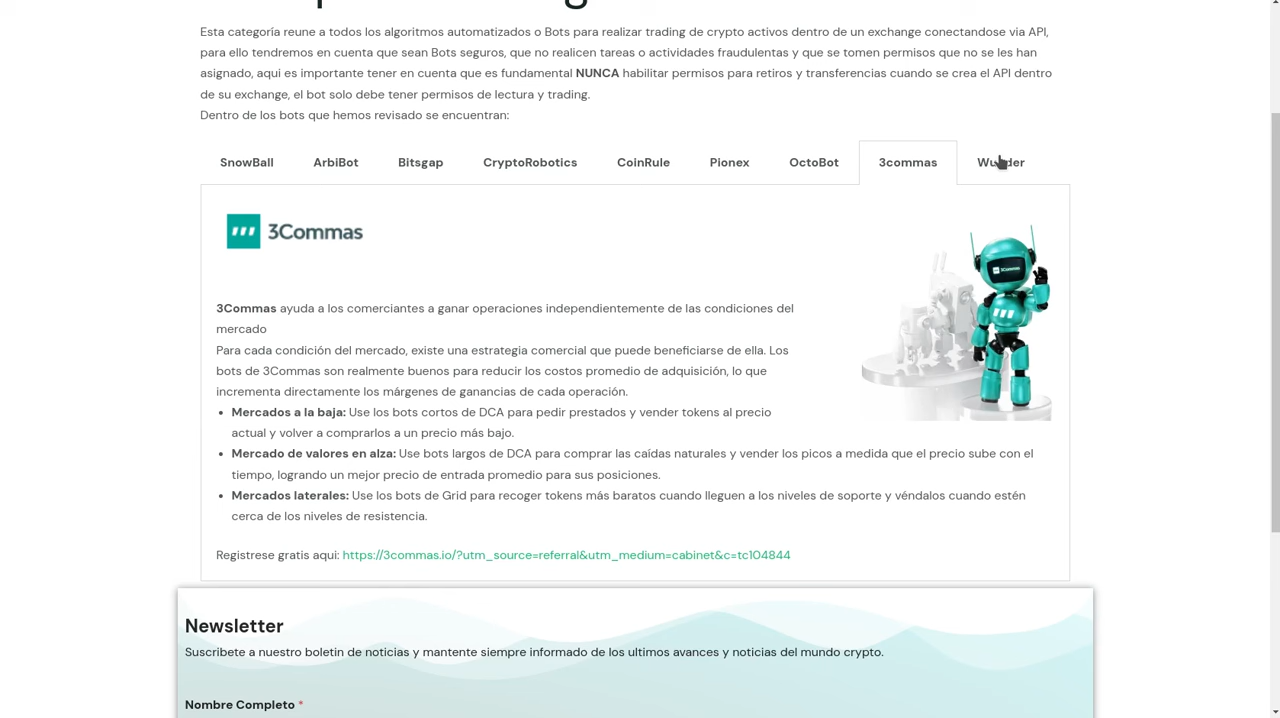 Esta categoría reune a todos los algoritmos automatizados o Bots para realizar trading de crypto activos dentro de un exchange conectandose via API,
para ello tendremos en cuenta que sean Bots seguros, que no realicen tareas o actividades fraudulentas y que se tomen permisos que no se les han
asignado, aqui es importante tener en cuenta que es fundamental NUNCA habilitar permisos para retiros y transferencias cuando se crea el API dentro
de su exchange, el bot solo debe tener permisos de lectura y trading.
Dentro de los bots que hemos revisado se encuentran:
SnowBall ArbiBot Bitsgap CryptoRobotics CoinRule Pionex OctoBot 3commas
3Commas
3Commas
3Commas ayuda a los comerciantes a ganar operaciones independientemente de las condiciones del
mercado
Para cada condición del mercado, existe una estrategia comercial que puede beneficiarse de ella. Los
bots de 3Commas son realmente buenos para reducir los costos promedio de adquisición, lo que
incrementa directamente los márgenes de ganancias de cada operación.
• Mercados a la baja: Use los bots cortos de DCA para pedir prestados y vender tokens al precio
actual y volver a comprarlos a un precio más bajo.
• Mercado de valores en alza: Use bots largos de DCA para comprar las caídas naturales y vender los picos a medida que el precio sube con el
tiempo, logrando un mejor precio de entrada promedio para sus posiciones.
• Mercados laterales: Use los bots de Grid para recoger tokens más baratos cuando lleguen a los niveles de soporte y véndalos cuando estén
cerca de los niveles de resistencia.
Registrese gratis aqui: https://3commas.io/?utm_source=referral&utm_medium=cabinet&c=tc104844
Newsletter
Suscribete a nuestro boletin de noticias y mantente siempre informado de los ultimos avances y noticias del mundo crypto.
Nombre Completo *